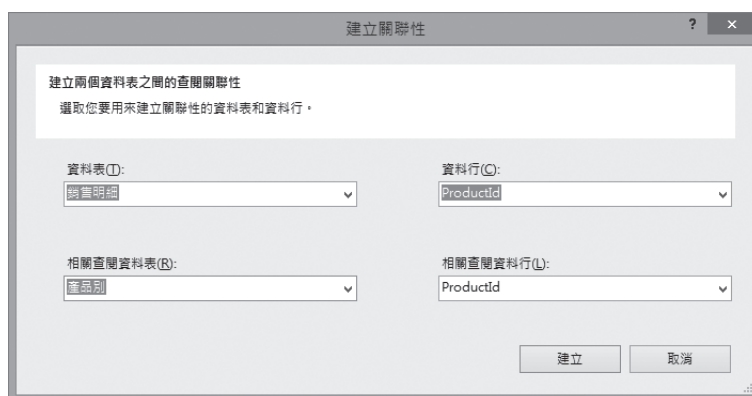 建立關聯性
? ×
建立兩個資料表之間的查閱關聯性
選取您要用來建立關聯性的資料表和資料行。
資料表(T): 資料行(C):
銷售明細 ProductId
相關查閱資料表(R): 相關查閱資料行(L):
產品別 ProductId
建立 取消